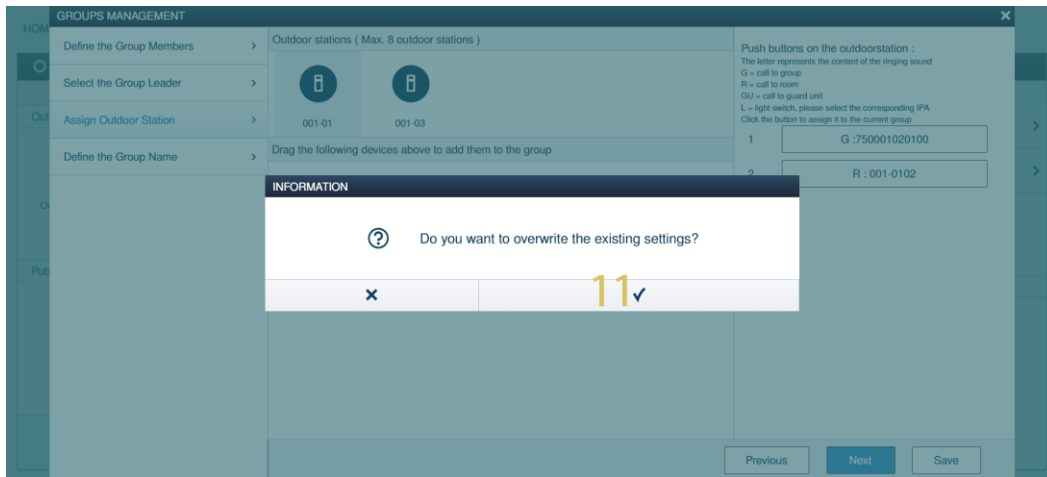 GROUPS MANAGEMENT
HOM
Define the Group Members
Select the Group Leader
Assign Outdoor Station
Define the Group Name
Out
Pub
Outdoor stations ( Max. 8 outdoor stations )
001-01
001-03
Drag the following devices above to add them to the group
Push buttons on the outdoorstation :
The letter represents the content of the ringing sound
G = call to group
R = call to room
GU = call to guard unit
L = light switch, please select the corresponding IPA
Click the button to assign it to the current group
1 G :750001020100
2 R : 001-0102
INFORMATION
Do you want to overwrite the existing settings?
11
Previous
Next
Save